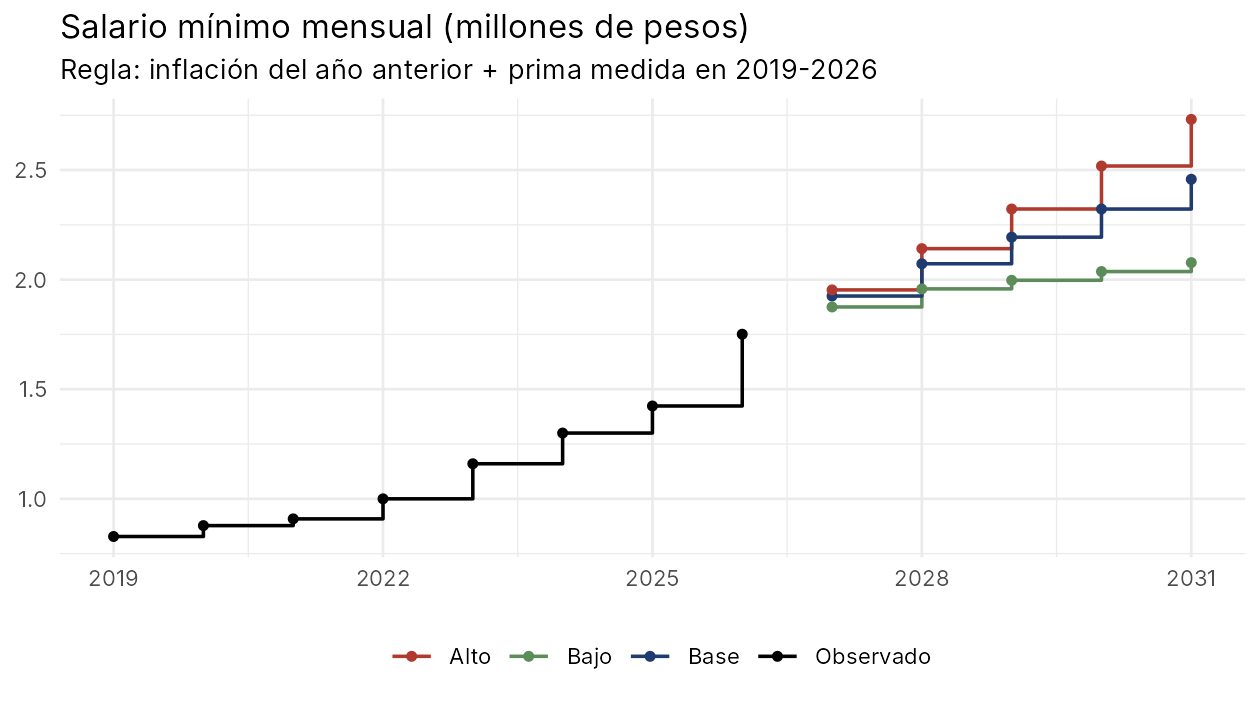 Salario mínimo mensual (millones de pesos)
Regla: inflación del año anterior + prima medida en 2019-2026
2.5
2.0
1.5
1.0
2019 2022 2025 2028 2031
Alto Bajo Base Observado